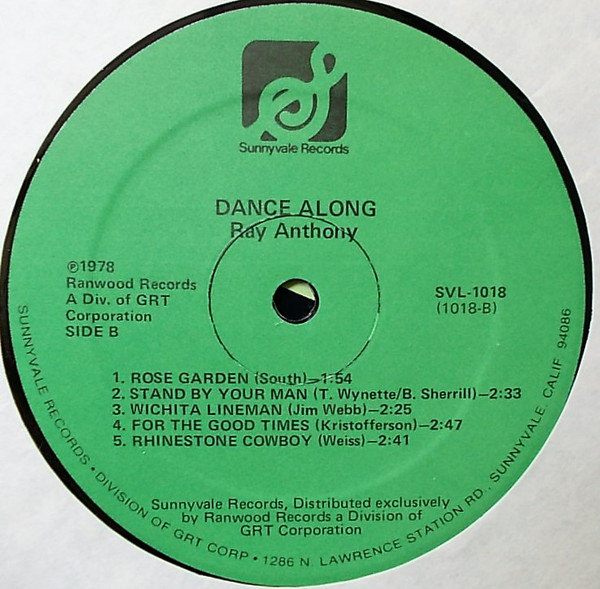 Sunnyvale Records
DANCE ALONG
Ray Anthony
℗1978
Ranwood Records
A Div. of GRT
Corporation
SIDE B
SVL-1018
(1018-B)
1. ROSE GARDEN (South)—1:54
2. STAND BY YOUR MAN (T. Wynette/B. Sherrill)—2:33
3. WICHITA LINEMAN (Jim Webb)—2:25
4. FOR THE GOOD TIMES (Kristofferson)—2:47
5. RHINESTONE COWBOY (Weiss)—2:41
Sunnyvale Records, Distributed exclusively
by Ranwood Records a Division of
GRT Corporation
SUNNYVALE RECORDS • DIVISION OF GRT CORP • 1286 N. LAWRENCE STATION RD., SUNNYVALE, CALIF 94086